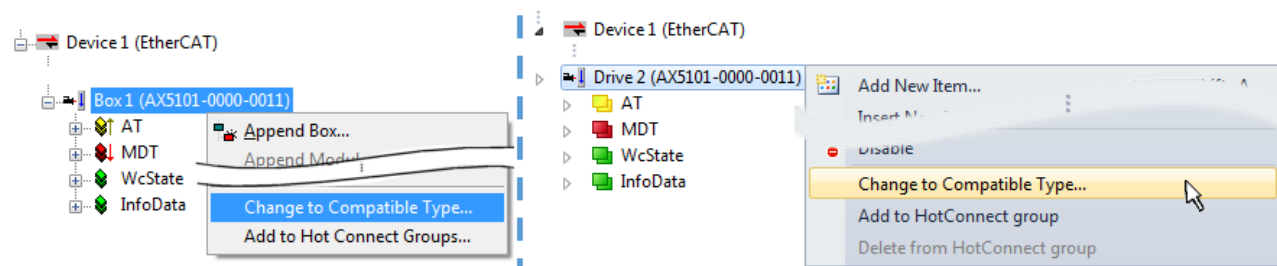 Device 1 (EtherCAT)
Box 1 (AX5101-0000-0011)
AT
MDT
WcState
InfoData
Append Box...
Append Modul
Change to Compatible Type...
Add to Hot Connect Groups...
Device 1 (EtherCAT)
Drive 2 (AX5101-0000-0011)
AT
MDT
WcState
InfoData
Add New Item...
Insert
Disable
Change to Compatible Type...
Add to HotConnect group
Delete from HotConnect group